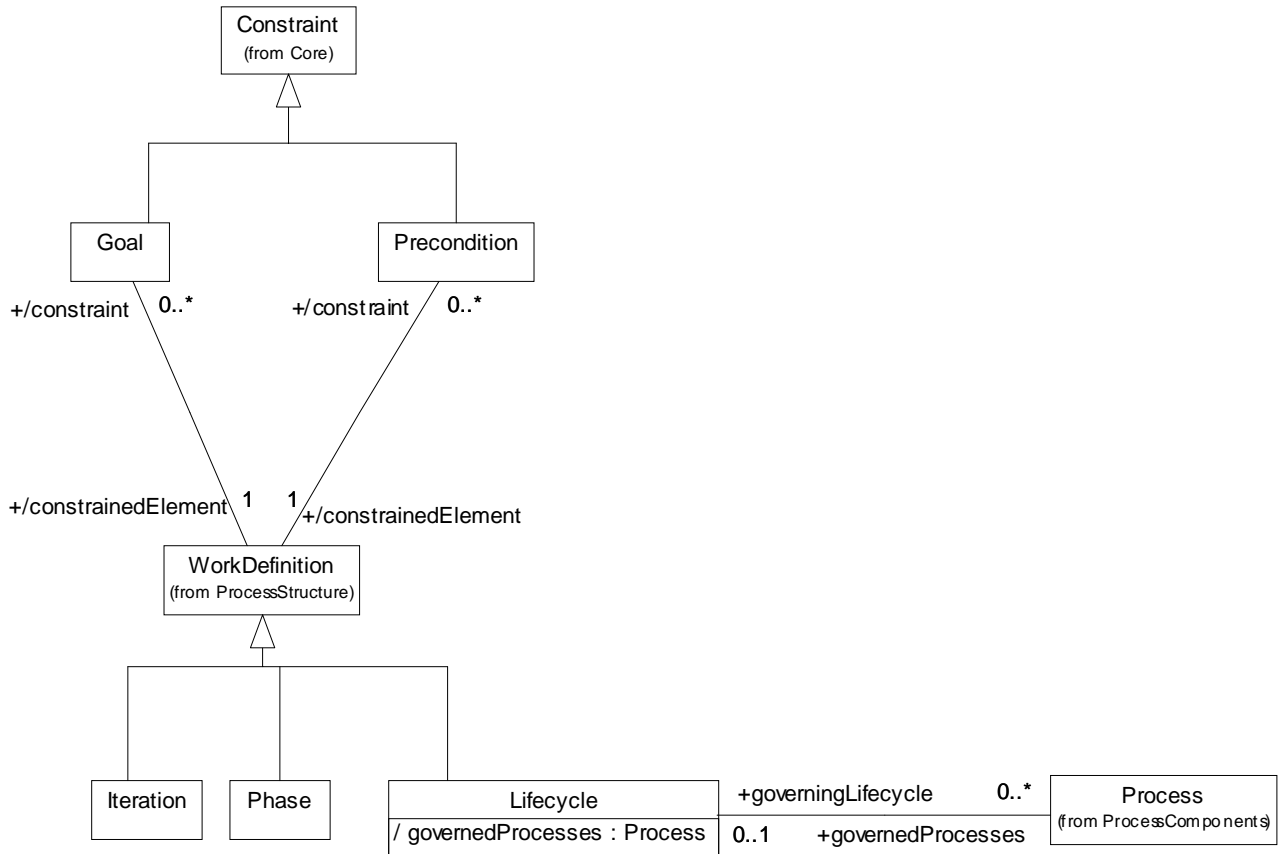 Constraint
(from Core)
Goal
Precondition
+/constraint
0..*
+/constraint
0..*
+/constrainedElement
1
1
+/constrainedElement
WorkDefinition
(from ProcessStructure)
Iteration
Phase
Lifecycle
/ governedProcesses : Process
+governingLifecycle
0..*
0..1
+governedProcesses
Process
(from ProcessComponents)